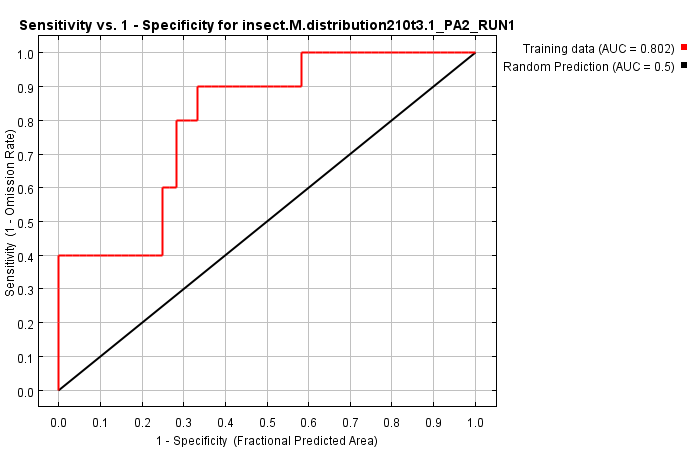 Sensitivity vs. 1 - Specificity for insect.M.distribution210t3.1_PA2_RUN1
Training data (AUC = 0.802)
Random Prediction (AUC = 0.5)
Sensitivity (1 - Omission Rate)
1.0
0.9
0.8
0.7
0.6
0.5
0.4
0.3
0.2
0.1
0.0
0.0 0.1 0.2 0.3 0.4 0.5 0.6 0.7 0.8 0.9 1.0
1 - Specificity (Fractional Predicted Area)